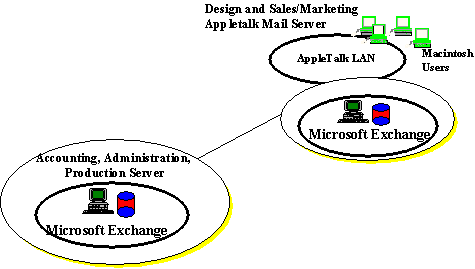 Design and Sales/Marketing
Appletalk Mail Server
AppleTalk LAN
Macintosh
Users
Microsoft Exchange
Accounting, Administration,
Production Server
Microsoft Exchange